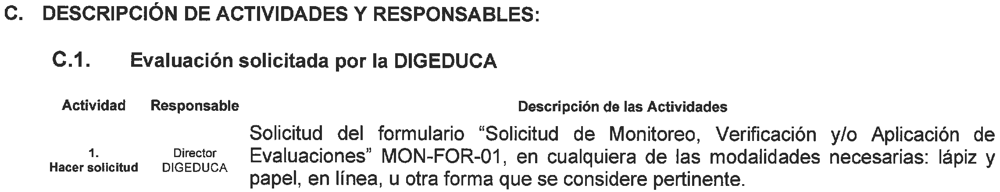 C. DESCRIPCIÓN DE ACTIVIDADES Y RESPONSABLES:
C.1. Evaluación solicitada por la DIGEDUCA
Actividad Responsable Descripción de las Actividades
1.
Hacer solicitud
Director
DIGEDUCA
Solicitud del formulario “Solicitud de Monitoreo, Verificación y/o Aplicación de
Evaluaciones” MON-FOR-01, en cualquiera de las modalidades necesarias: lápiz y
papel, en línea, u otra forma que se considere pertinente.